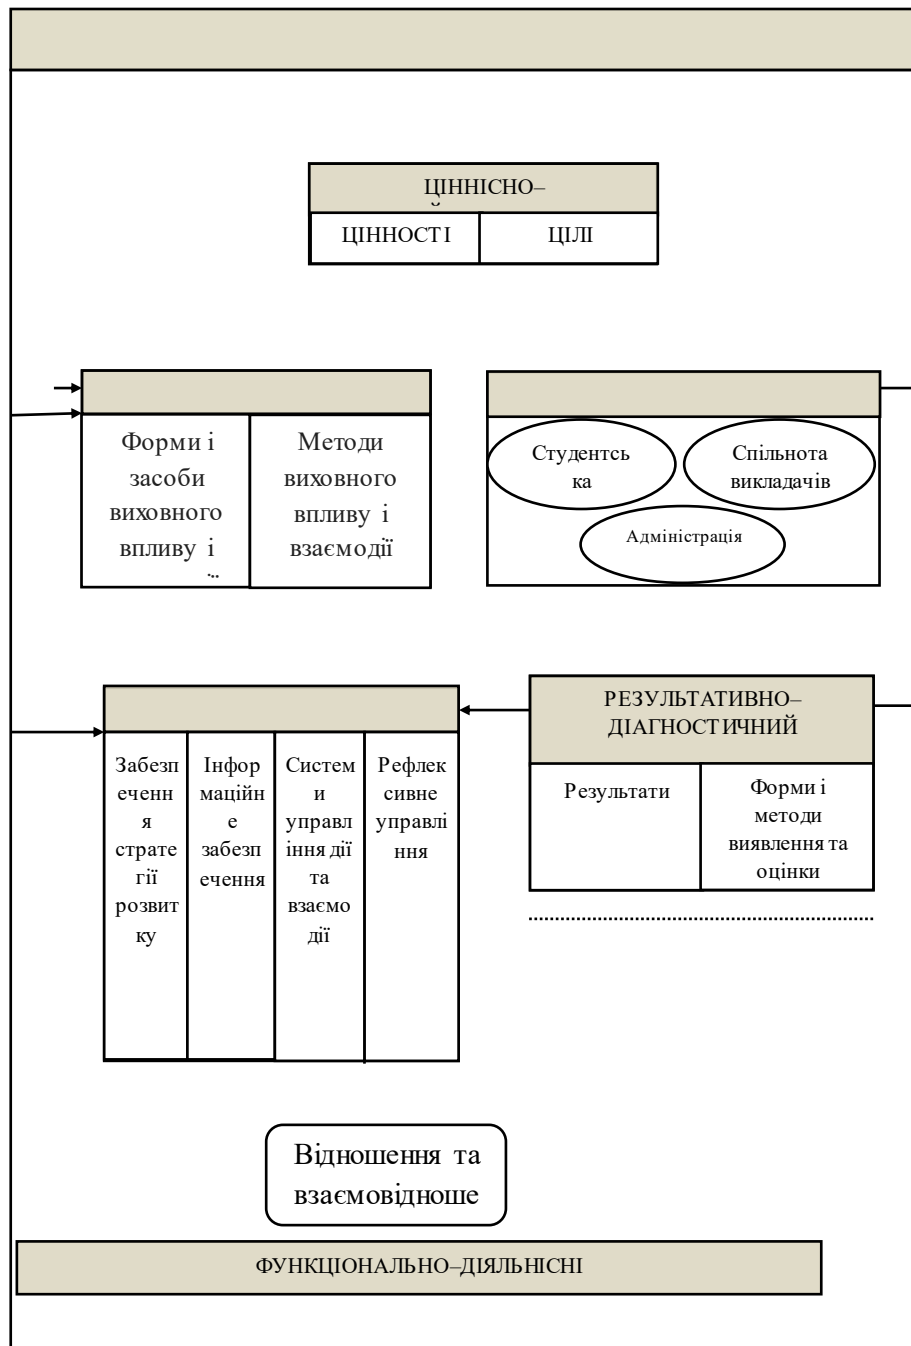 ЦІННІСНО–
ЦІННОСТІ
ЦІЛІ
Форми і
засоби
виховного
впливу і
Методи
виховного
впливу і
взаємодії
Студентсь
ка
Спільнота
викладачів
Адміністрація
Забезп
еченн
я
страте
гії
розвит
ку
Інфор
маційн
е
забезп
ечення
Систем
и
управл
іння дії
та
взаємо
дії
Рефлек
сивне
управлі
ння
РЕЗУЛЬТАТИВНО–
ДІАГНОСТИЧНИЙ
Результати
Форми і
методи
виявлення та
оцінки
Відношення та
взаємовідноше
ФУНКЦІОНАЛЬНО–ДІЯЛЬНІСНІ